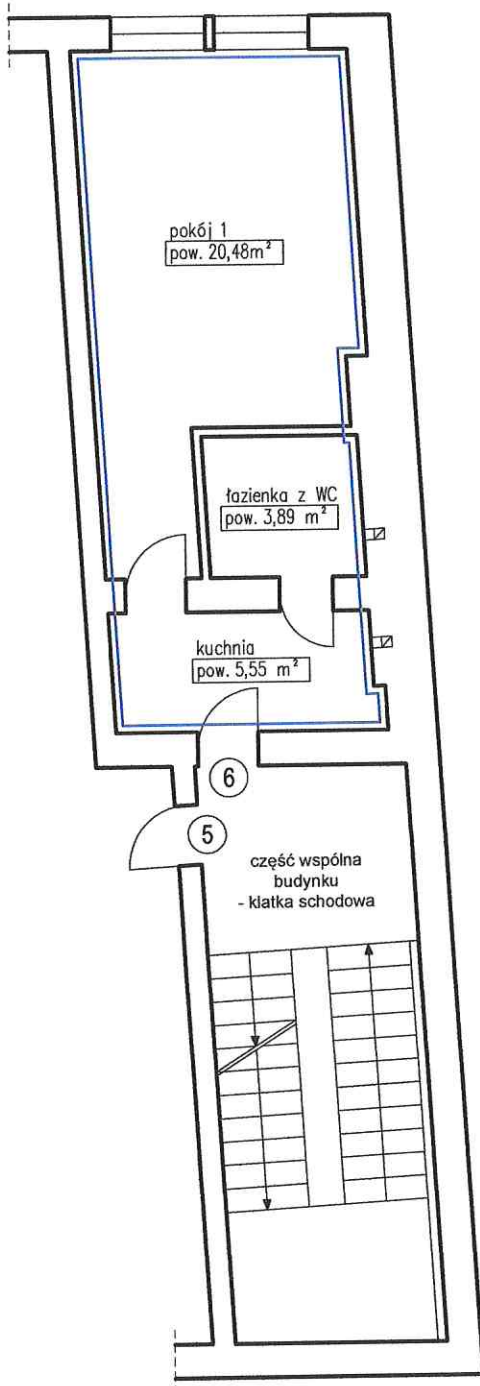 pokój 1
pow. 20,48m²
łazienka z WC
pow. 3,89 m²
kuchnia
pow. 5,55 m²
6
5
część wspólna
budynku
- klatka schodowa